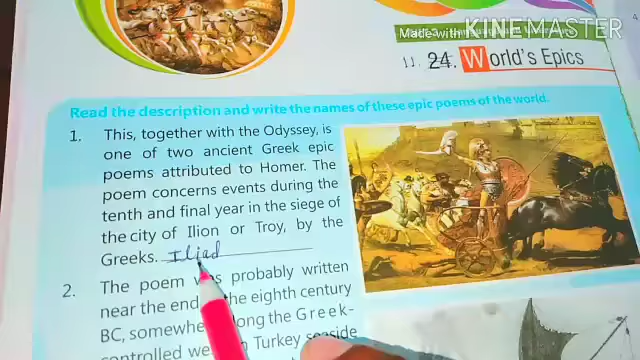 Made with
KINEMASTER
11. 24. World's Epics
Read the description and write the names of these epic poems of the world.
1. This, together with the Odyssey, is
one of two ancient Greek epic
poems attributed to Homer. The
poem concerns events during the
tenth and final year in the siege of
the city of Ilion or Troy, by the
Greeks. Iliad
2. The poem was probably written
near the end the eighth century
BC, somewhe long the Greek-
controlled we n Turkey seaside